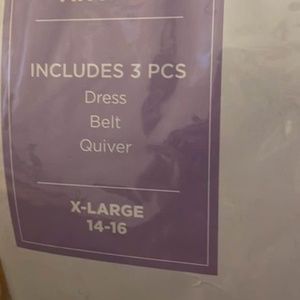 INCLUDES 3 PCS
Dress
Belt
Quiver
X-LARGE
14-16